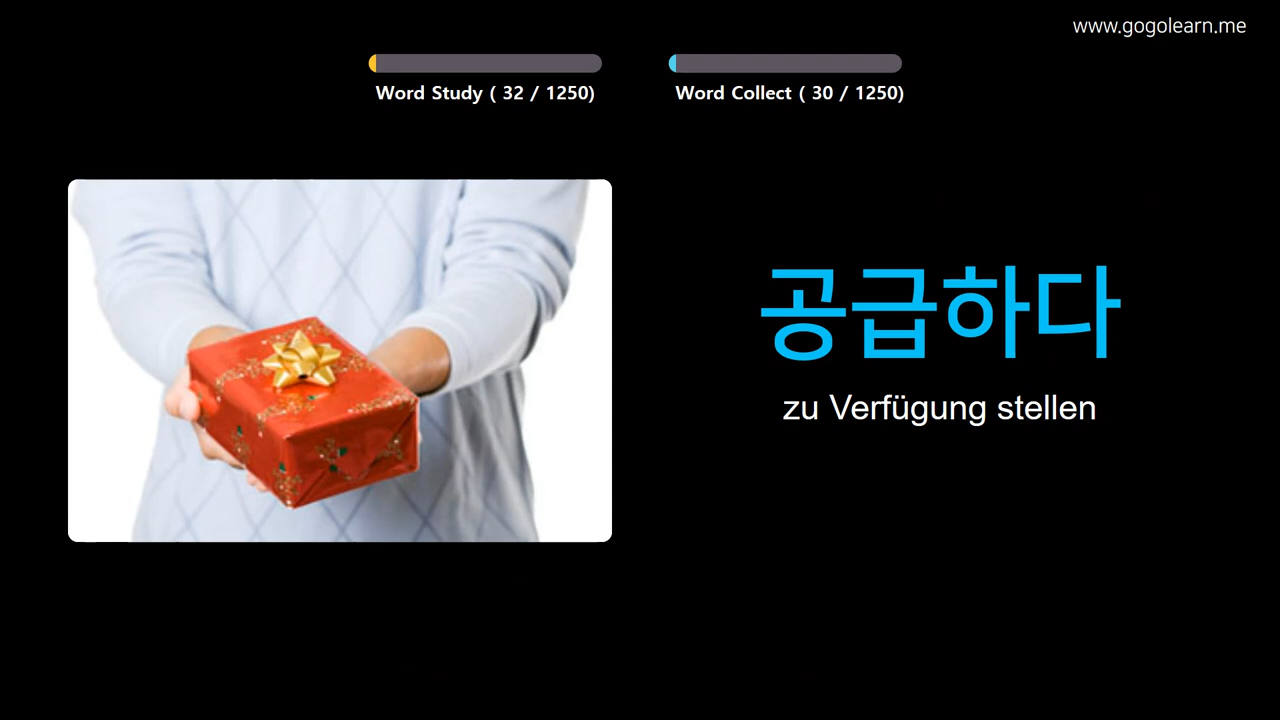 www.gogolearn.me
Word Study ( 32 / 1250)
Word Collect ( 30 / 1250)
공급하다
zu Verfügung stellen